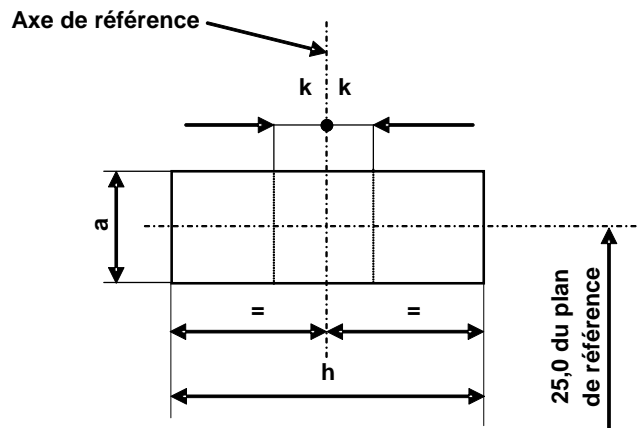 Axe de référence
k k
a
= =
h
25,0 du plan
de référence